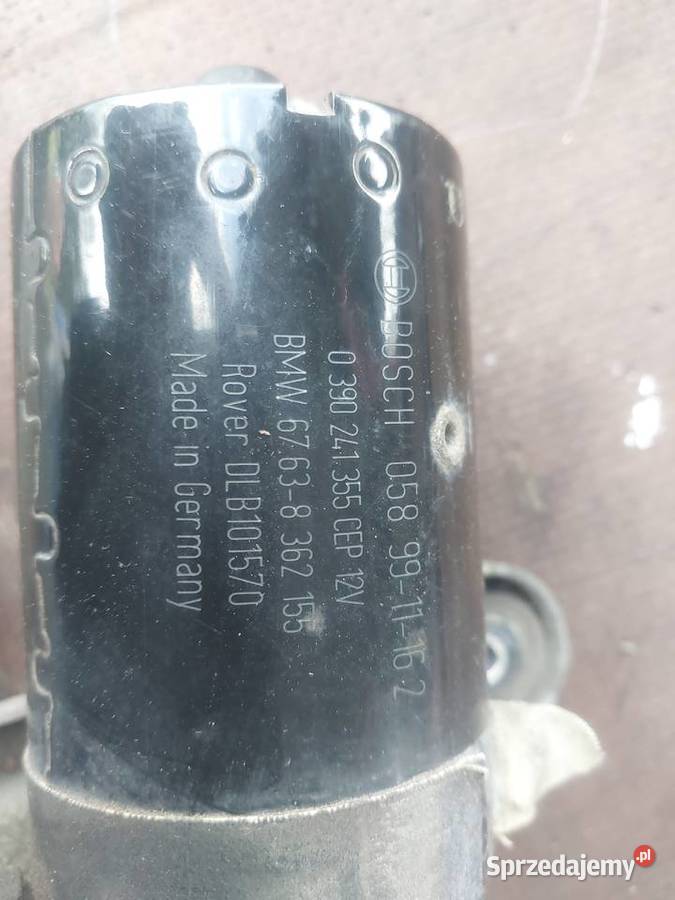 BOSCH 058 99-11-16 2
0 390 241 355 CEP 12V
BMW 67.63-8 362 155
Rover DLB101570
Made in Germany
Sprzedajemy.pl